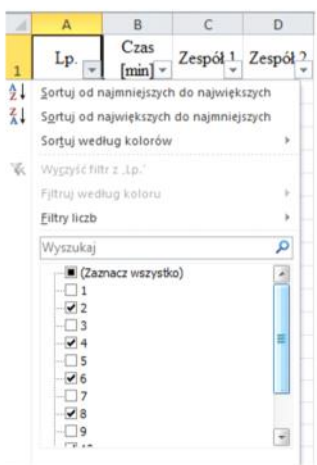 A B C D
1 Lp. Czas [min] Zespół 1 Zespół 2
Sortuj od najmniejszych do największych
Sortuj od największych do najmniejszych
Sortuj według kolorów
Wyczyść filtr z „Lp.”
Filtruj według koloru
Filtry liczb
Wyszukaj
(Zaznacz wszystko)
1
2
3
4
5
6
7
8
9